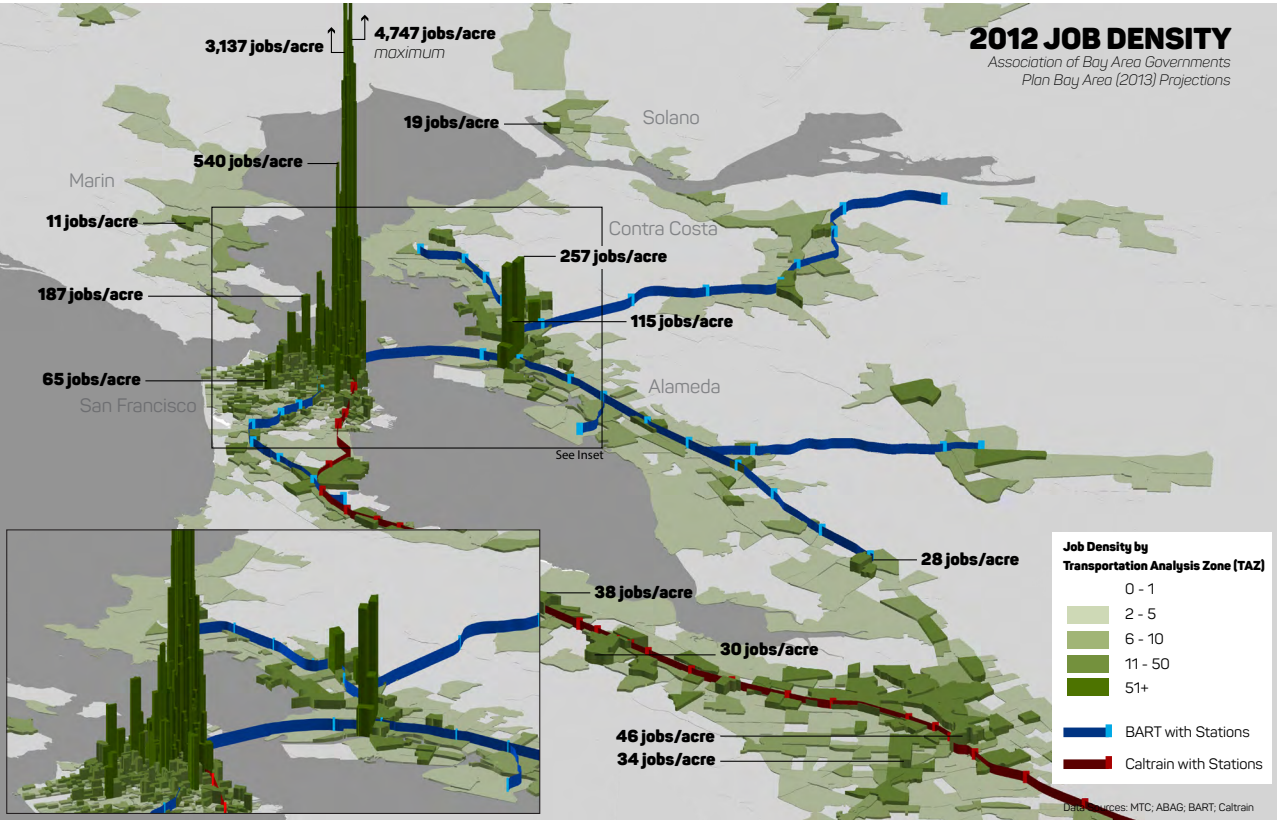 2012 JOB DENSITY
Association of Bay Area Governments
Plan Bay Area (2013) Projections
3,137 jobs/acre
4,747 jobs/acre
maximum
19 jobs/acre
Solano
540 jobs/acre
Marin
11 jobs/acre
Contra Costa
257 jobs/acre
187 jobs/acre
115 jobs/acre
65 jobs/acre
San Francisco
Alameda
See Inset
28 jobs/acre
38 jobs/acre
30 jobs/acre
46 jobs/acre
34 jobs/acre
Job Density by
Transportation Analysis Zone (TAZ)
0 - 1
2 - 5
6 - 10
11 - 50
51+
BART with Stations
Caltrain with Stations
Data Sources: MTC; ABAG; BART; Caltrain